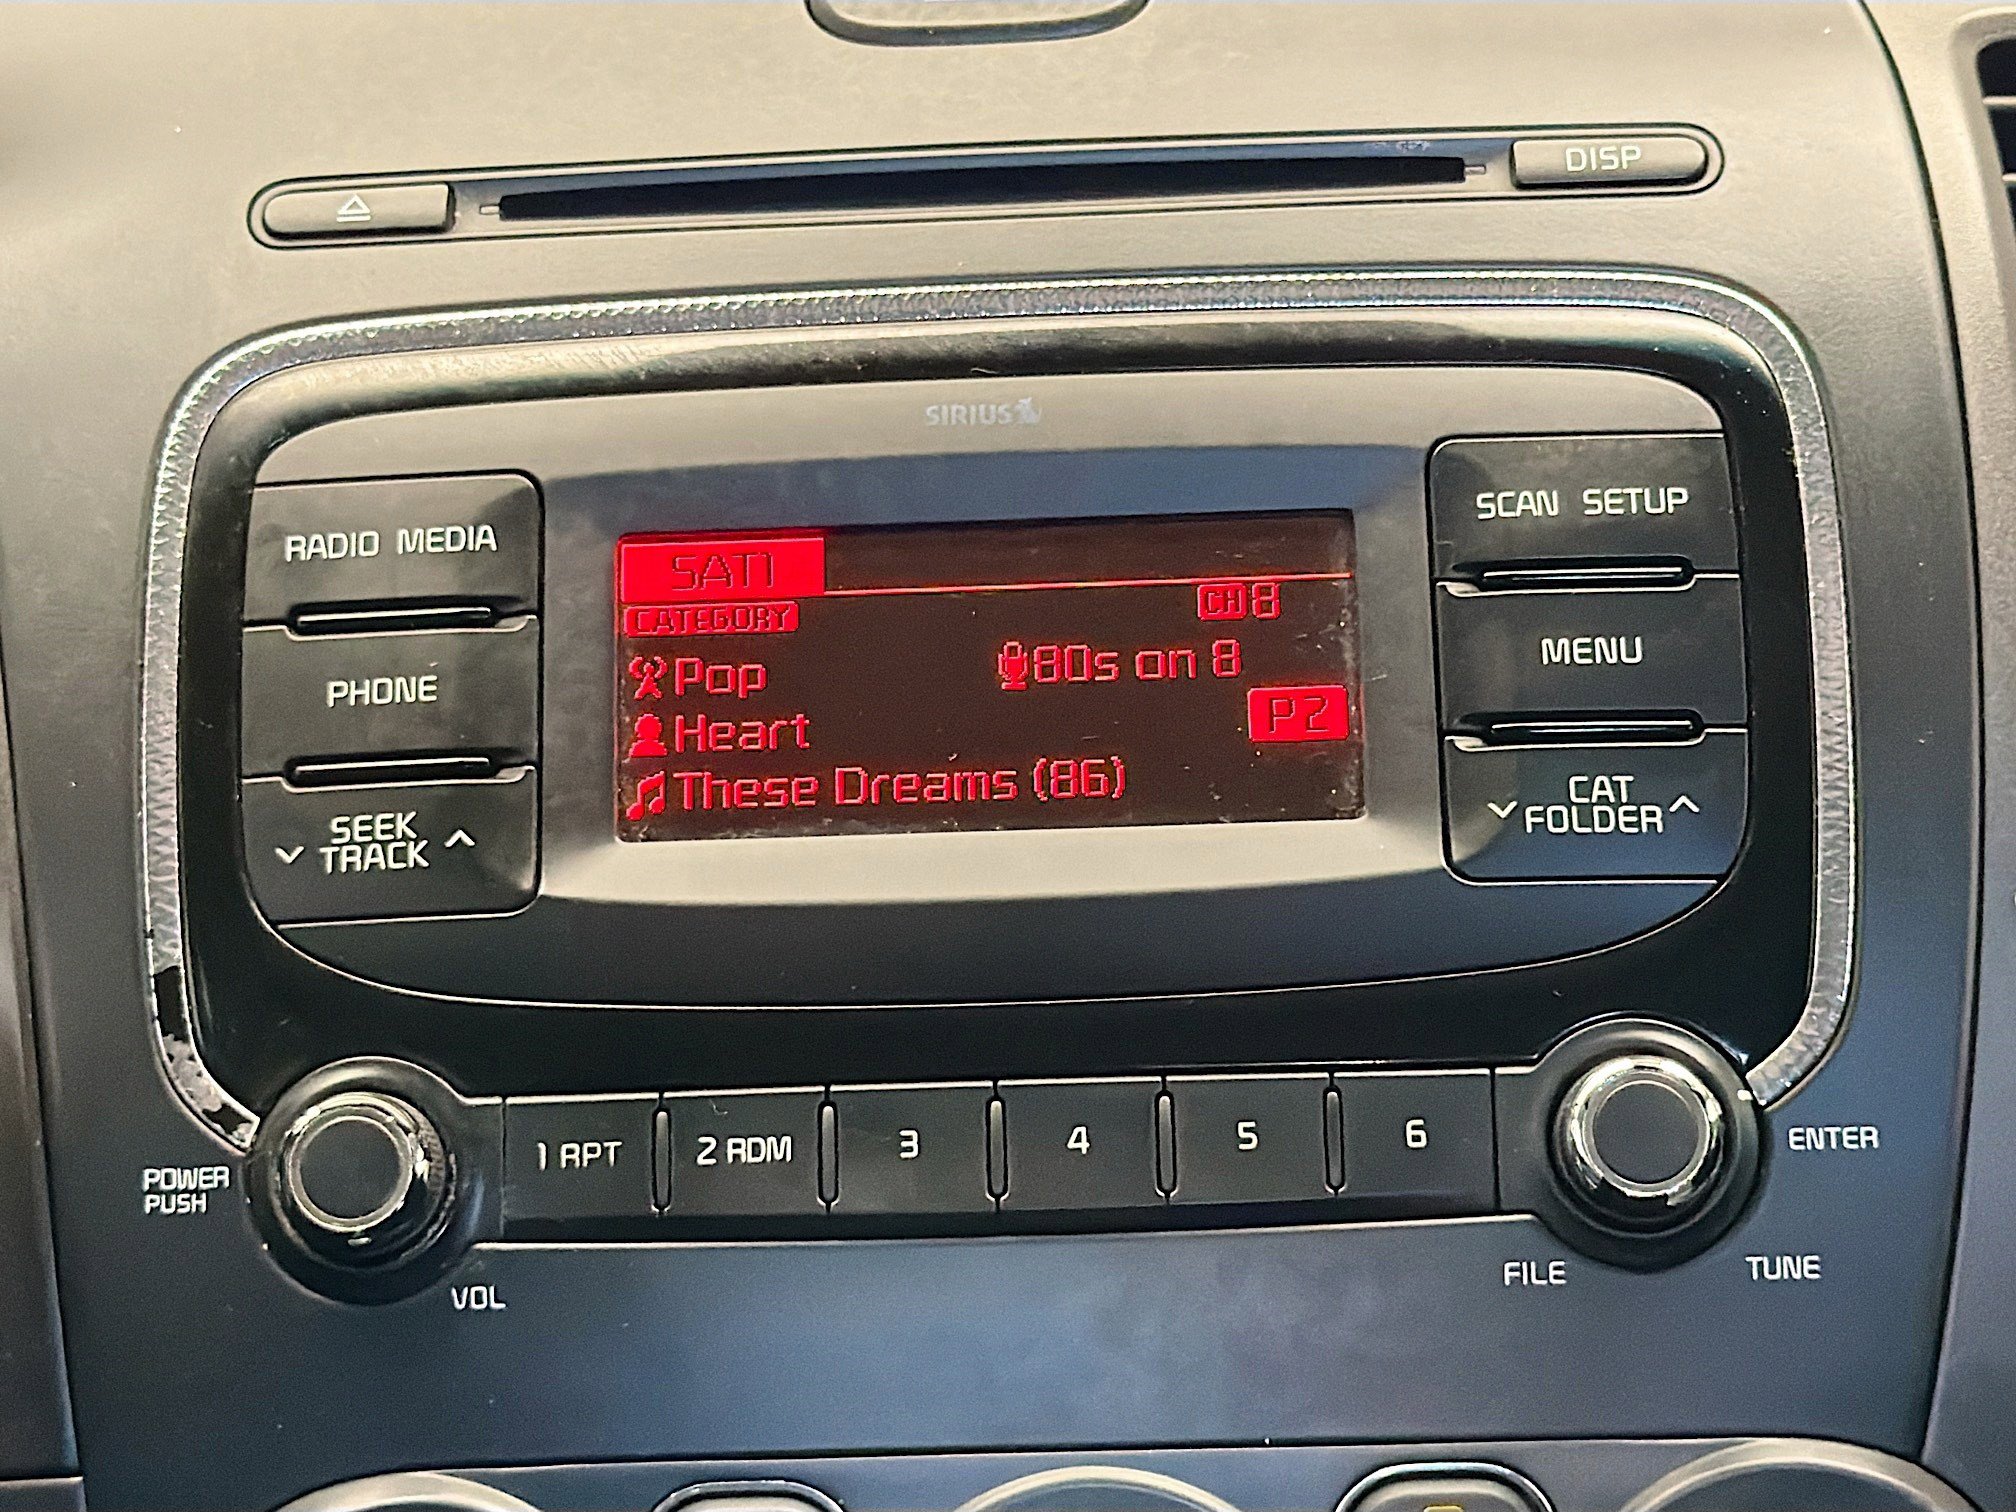 DISP
SIRIUS
RADIO MEDIA
PHONE
SEEK
TRACK
SAT1
CATEGORY
CH 8
Pop
80s on 8
Heart
P2
These Dreams (86)
SCAN SETUP
MENU
CAT
FOLDER
POWER
PUSH
VOL
1 RPT
2 RDM
3
4
5
6
ENTER
FILE
TUNE